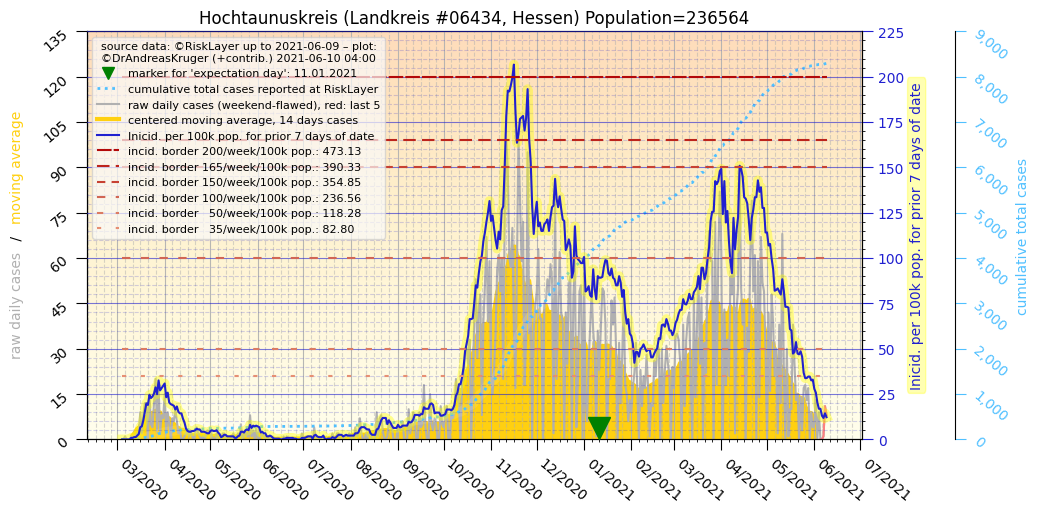 Hochtaunuskreis (Landkreis #06434, Hessen) Population=236564
source data: ©RiskLayer up to 2021-06-09 – plot:
©DrAndreasKruger (+contrib.) 2021-06-10 04:00
marker for 'expectation day': 11.01.2021
cumulative total cases reported at RiskLayer
raw daily cases (weekend-flawed), red: last 5
centered moving average, 14 days cases
Inicid. per 100k pop. for prior 7 days of date
incid. border 200/week/100k pop.: 473.13
incid. border 165/week/100k pop.: 390.33
incid. border 150/week/100k pop.: 354.85
incid. border 100/week/100k pop.: 236.56
incid. border   50/week/100k pop.: 118.28
incid. border   35/week/100k pop.: 82.80
raw daily cases / moving average
135
120
105
90
75
60
45
30
15
0
03/2020
04/2020
05/2020
06/2020
07/2020
08/2020
09/2020
10/2020
11/2020
12/2020
01/2021
02/2021
03/2021
04/2021
05/2021
06/2021
07/2021
225
200
175
150
125
100
75
50
25
0
Inicid. per 100k pop. for prior 7 days of date
9,000
8,000
7,000
6,000
5,000
4,000
3,000
2,000
1,000
0
cumulative total cases